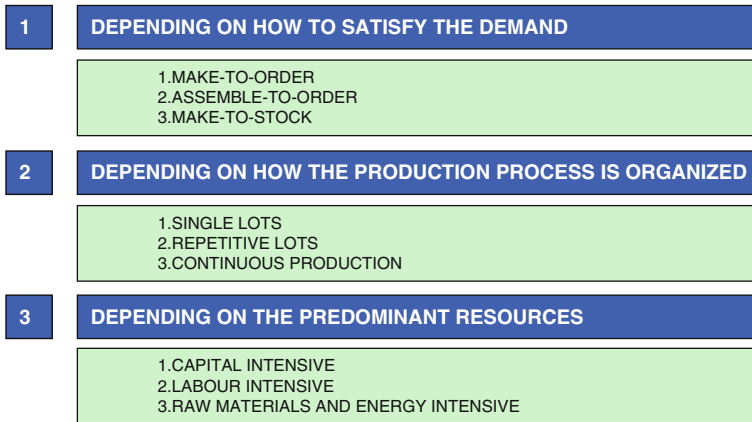 1 DEPENDING ON HOW TO SATISFY THE DEMAND
1.MAKE-TO-ORDER
2.ASSEMBLE-TO-ORDER
3.MAKE-TO-STOCK
2 DEPENDING ON HOW THE PRODUCTION PROCESS IS ORGANIZED
1.SINGLE LOTS
2.REPETITIVE LOTS
3.CONTINUOUS PRODUCTION
3 DEPENDING ON THE PREDOMINANT RESOURCES
1.CAPITAL INTENSIVE
2.LABOUR INTENSIVE
3.RAW MATERIALS AND ENERGY INTENSIVE